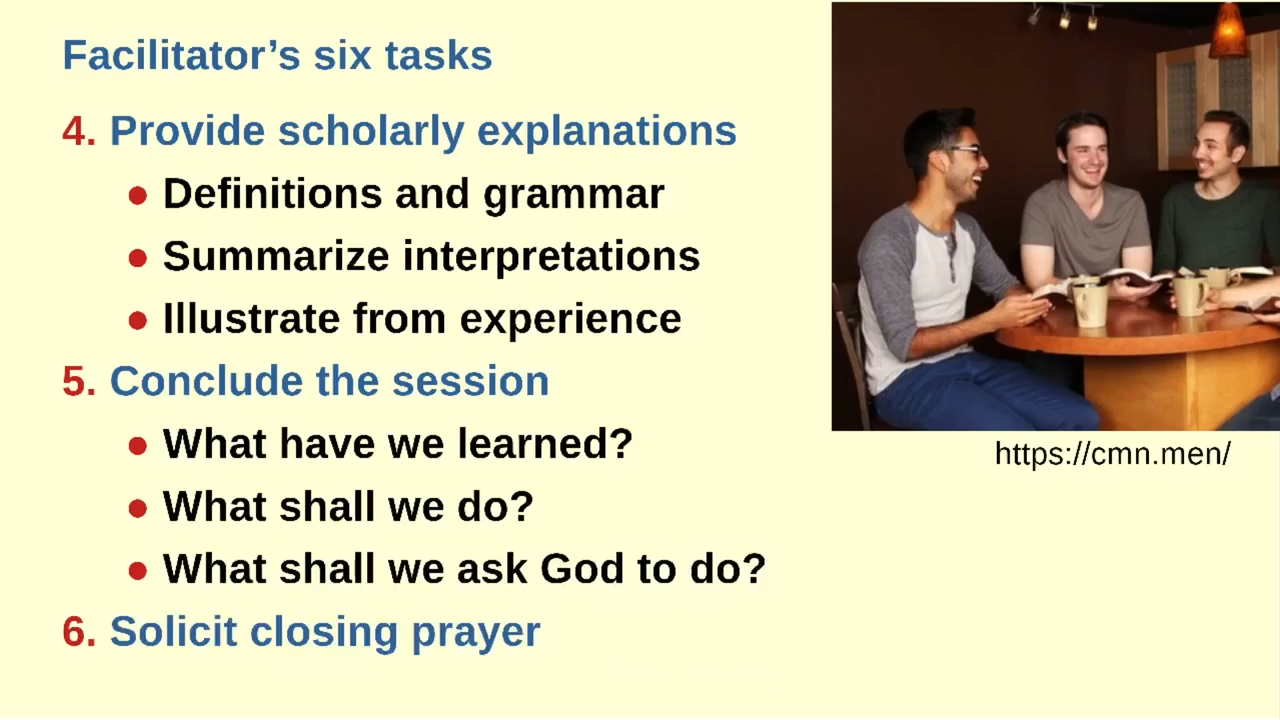 Facilitator’s six tasks
4. Provide scholarly explanations
● Definitions and grammar
● Summarize interpretations
● Illustrate from experience
5. Conclude the session
● What have we learned?
● What shall we do?
● What shall we ask God to do?
6. Solicit closing prayer
https://cmn.men/